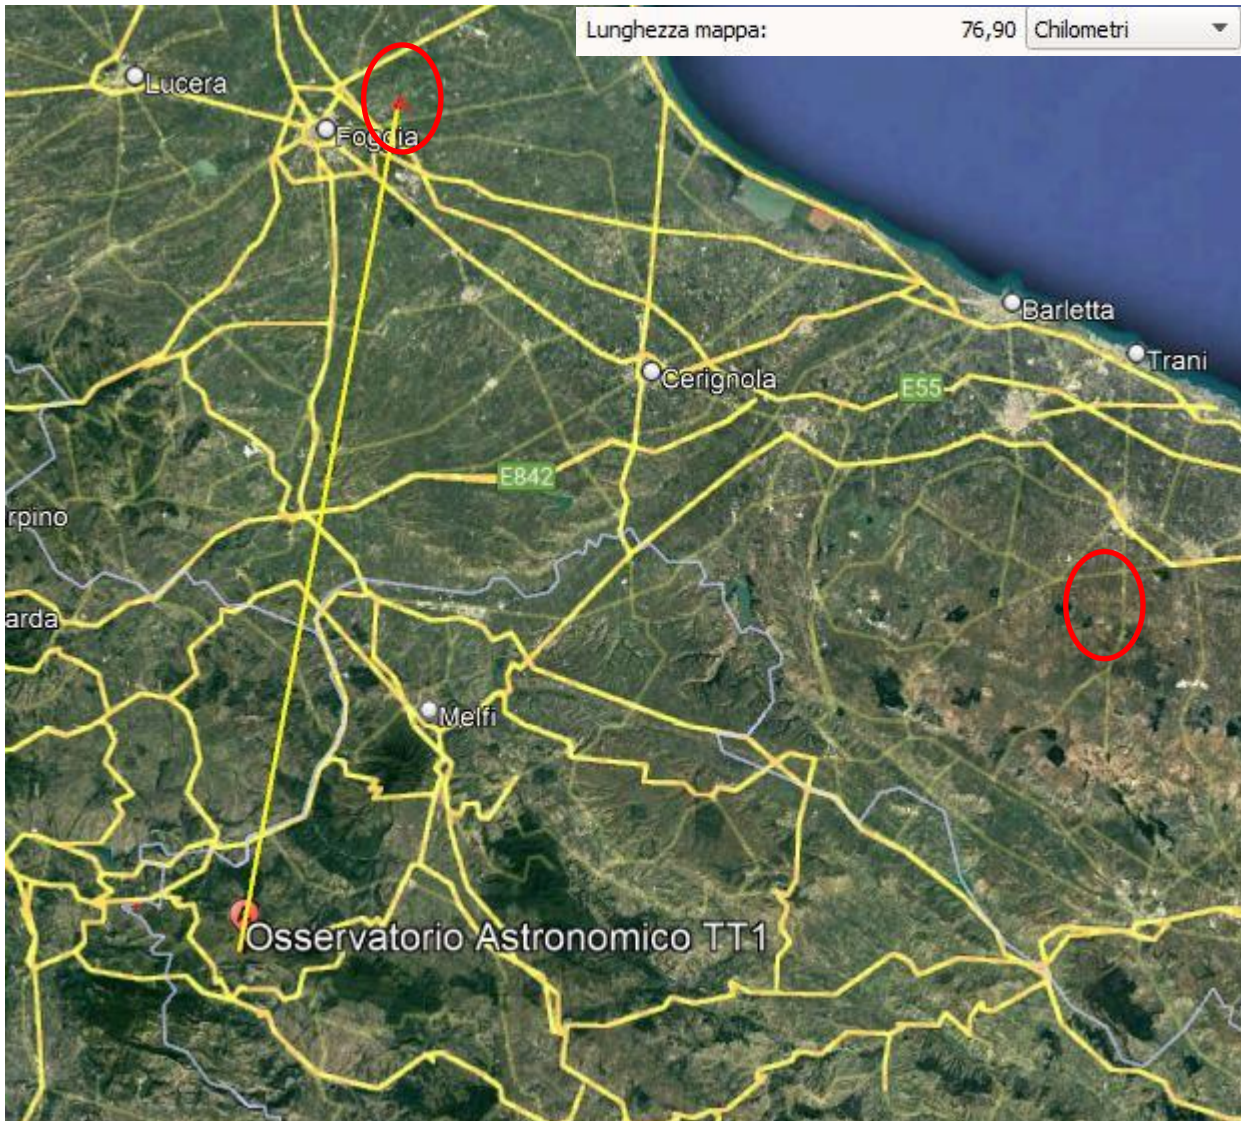 Lunghezza mappa: 76,90 Chilometri
Lucera
Foggia
Barletta
Trani
Cerignola
E55
E842
rpino
arda
Melfi
Osservatorio Astronomico TT1